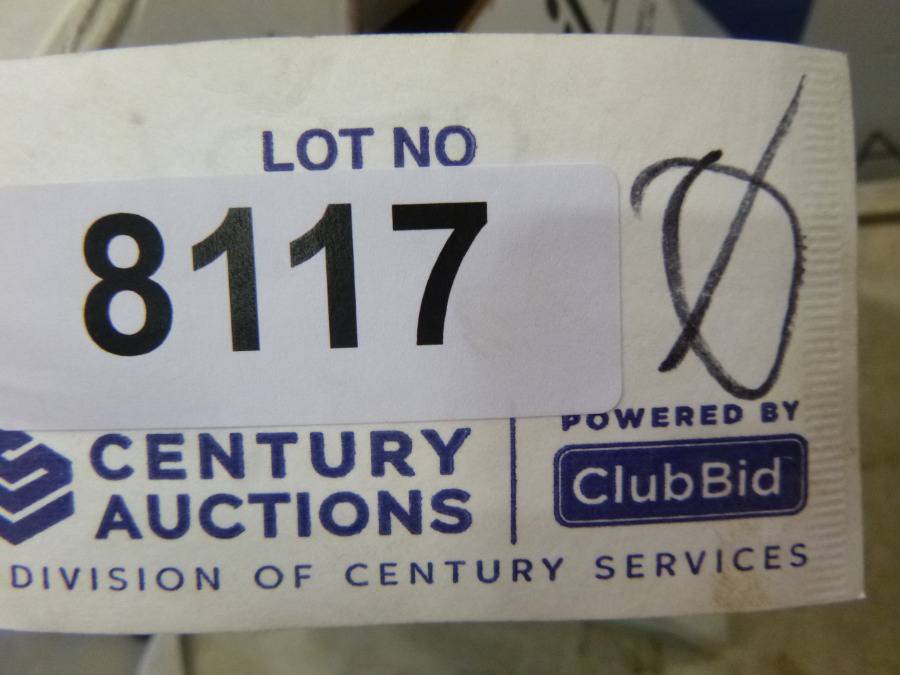 LOT NO
8117
CENTURY
AUCTIONS
POWERED BY
ClubBid
DIVISION OF CENTURY SERVICES